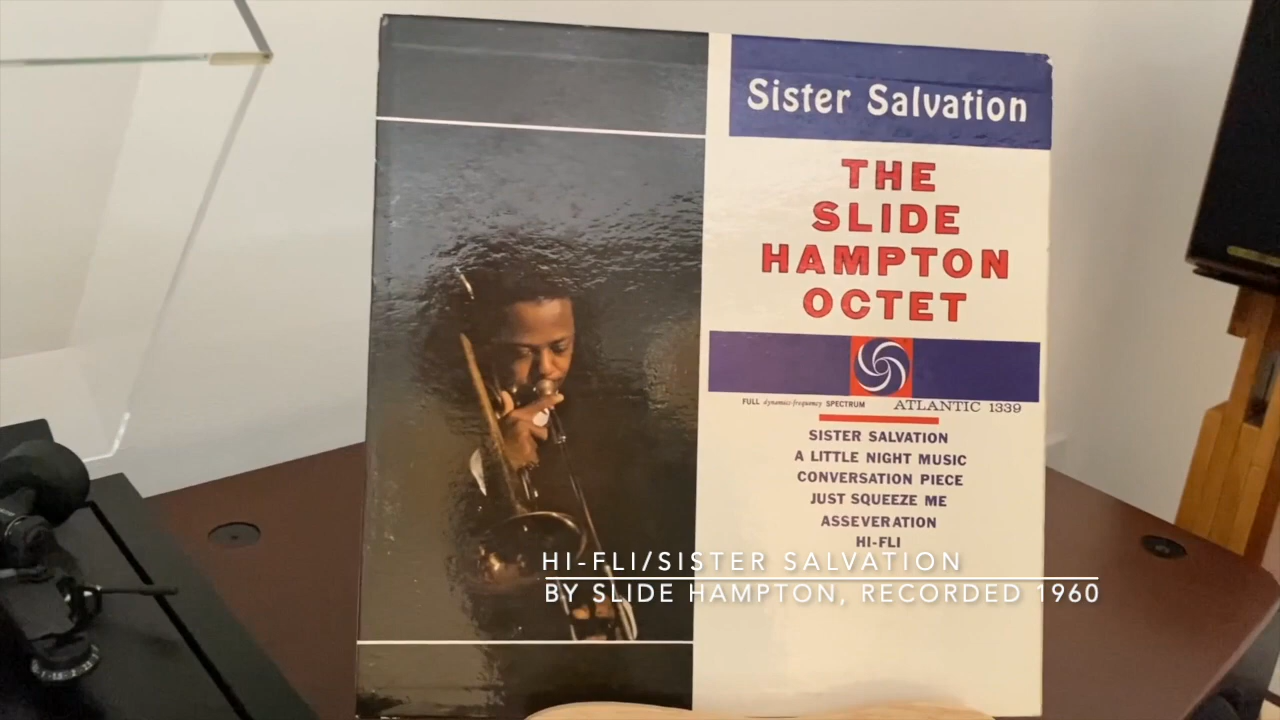 Sister Salvation
THE
SLIDE
HAMPTON
OCTET
FULL dynamics-frequency SPECTRUM ATLANTIC 1339
SISTER SALVATION
A LITTLE NIGHT MUSIC
CONVERSATION PIECE
JUST SQUEEZE ME
ASSEVERATION
HI-FLI
HI-FLI/SISTER SALVATION
BY SLIDE HAMPTON, RECORDED 1960